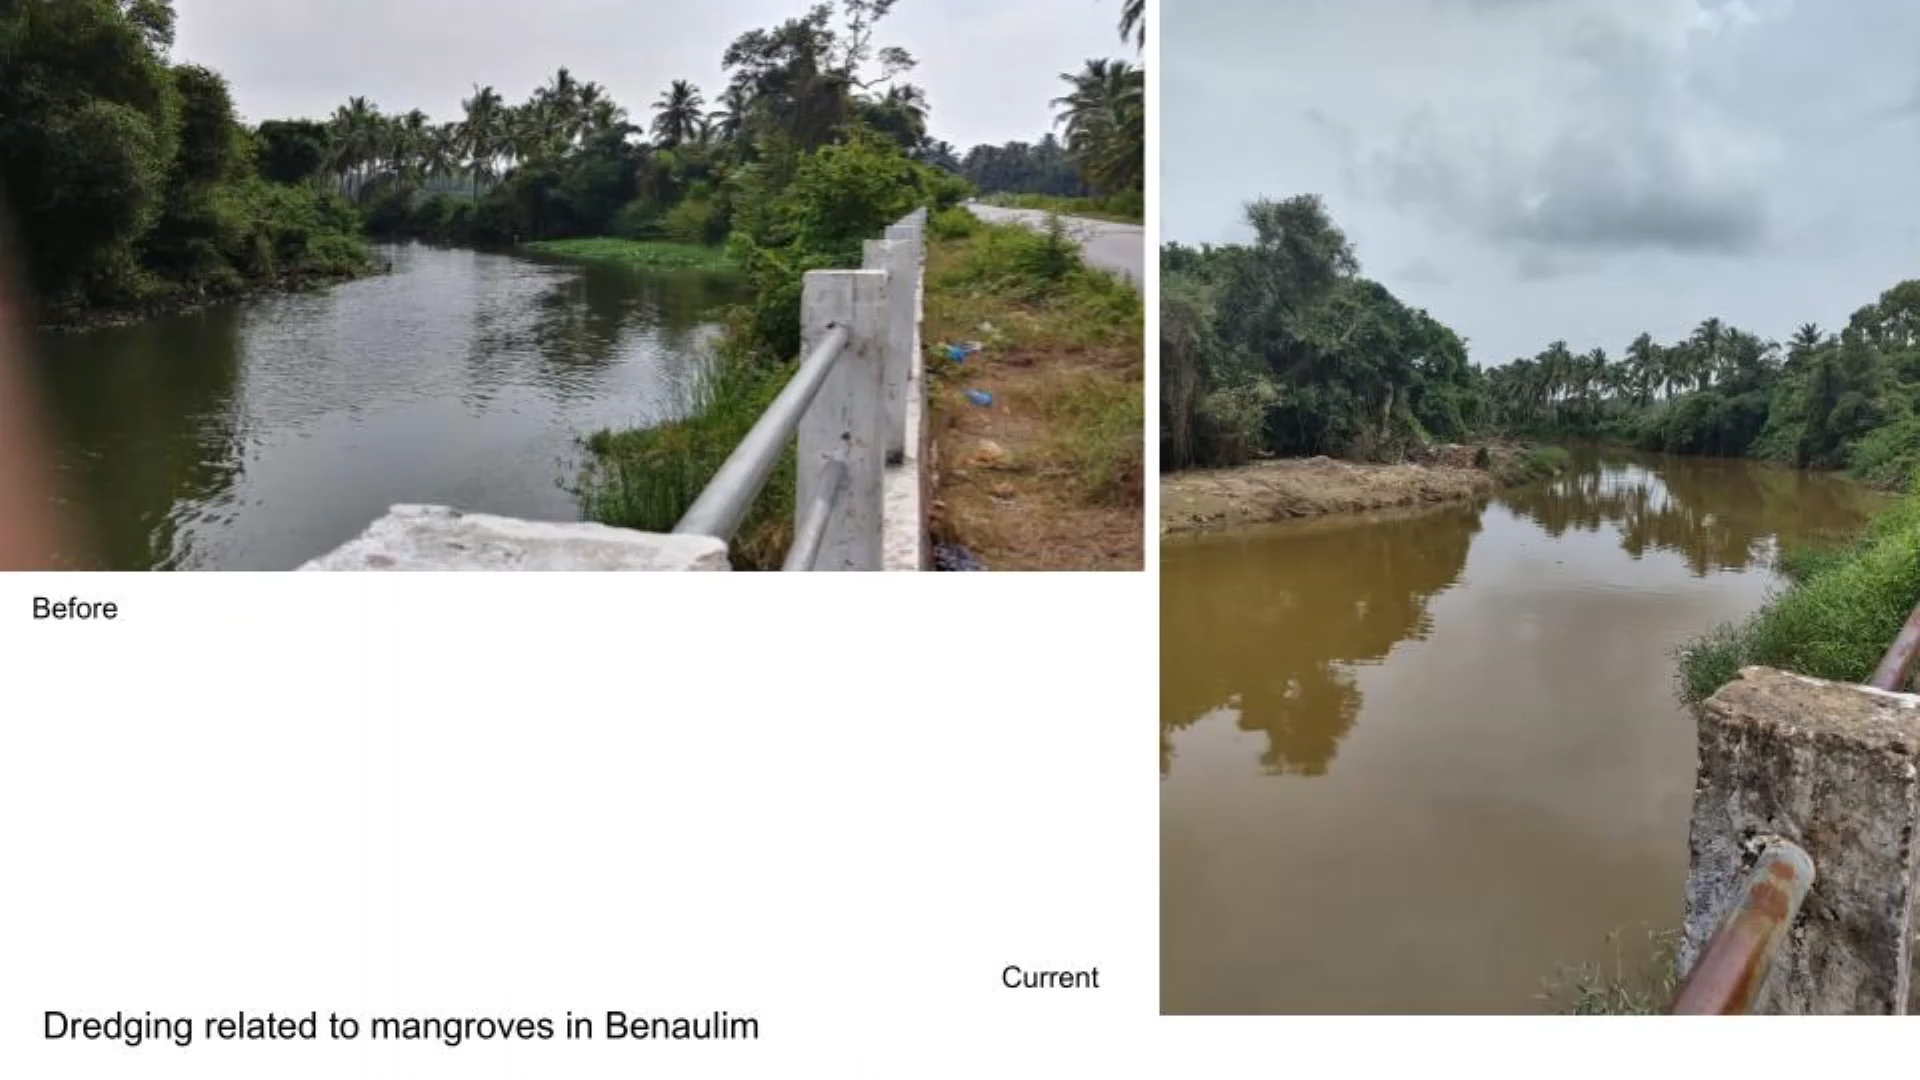 Before
Current
Dredging related to mangroves in Benaulim